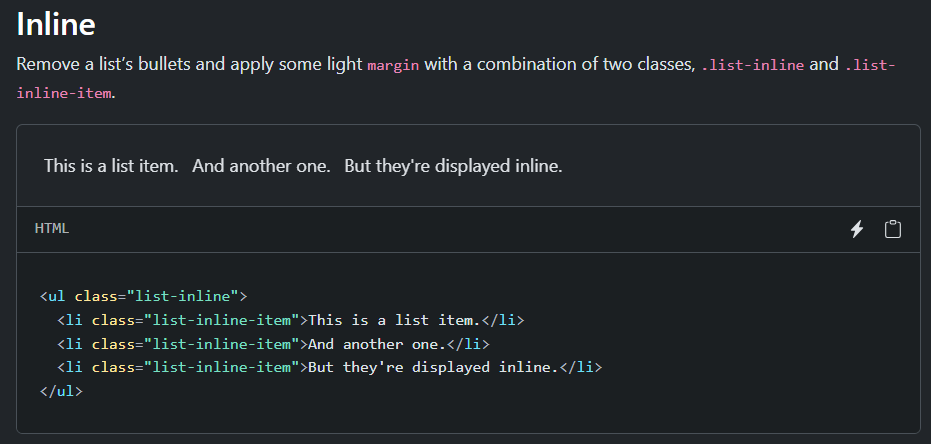 Inline
Remove a list’s bullets and apply some light margin with a combination of two classes, .list-inline and .list-
inline-item.
This is a list item. And another one. But they're displayed inline.
HTML
<ul class="list-inline">
  <li class="list-inline-item">This is a list item.</li>
  <li class="list-inline-item">And another one.</li>
  <li class="list-inline-item">But they're displayed inline.</li>
</ul>